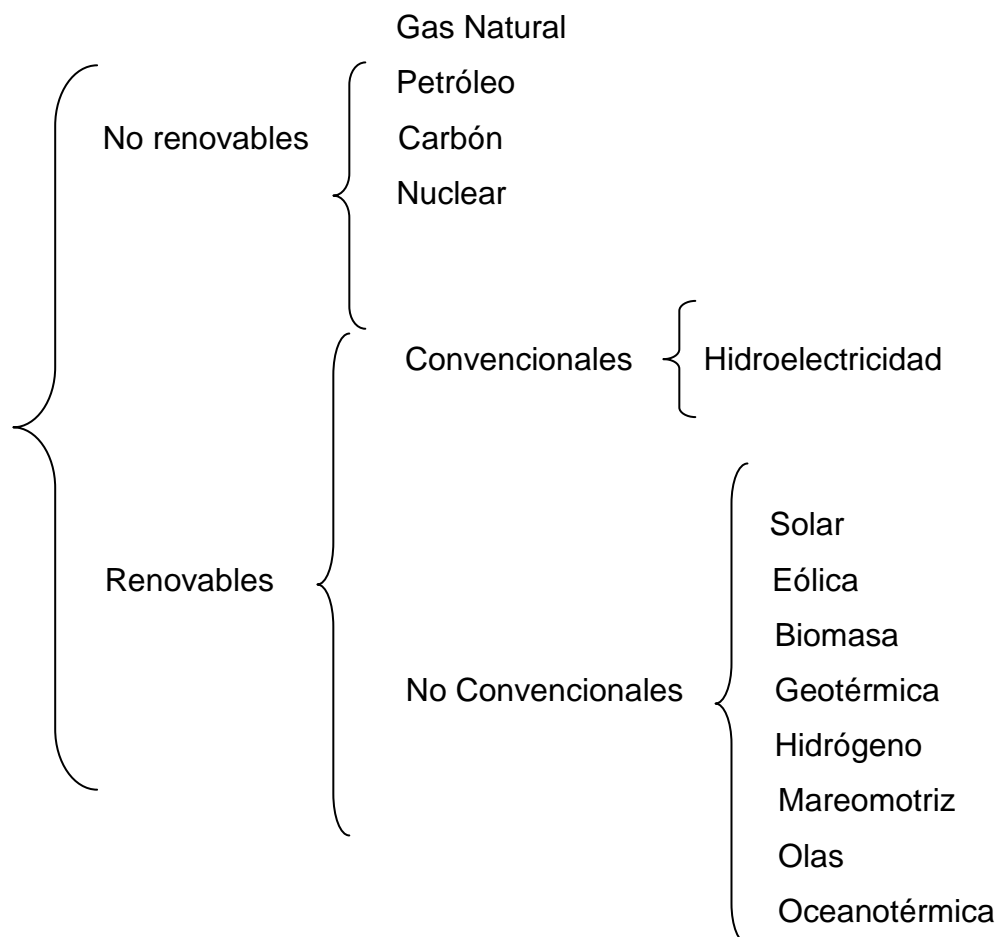 Gas Natural
Petróleo
No renovables
Carbón
Nuclear
Convencionales
Hidroelectricidad
Solar
Renovables
Eólica
Biomasa
No Convencionales
Geotérmica
Hidrógeno
Mareomotriz
Olas
Oceanotérmica